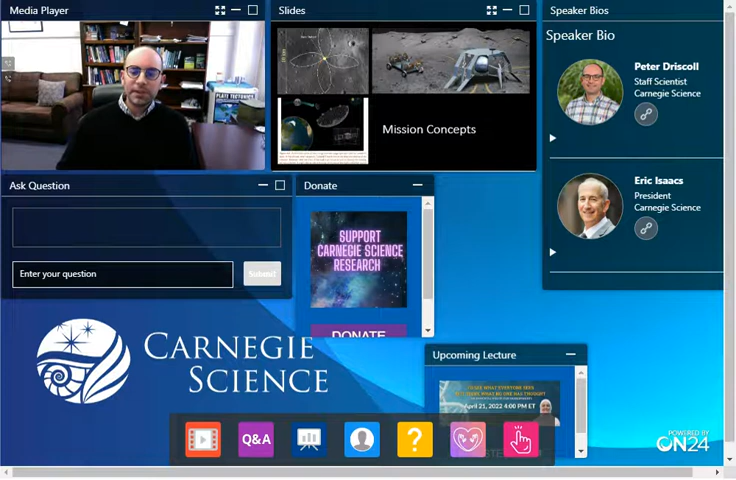 Media Player
Slides
Speaker Bios
PLATE TECTONICS
Mission Concepts
Speaker Bio
Peter Driscoll
Staff Scientist
Carnegie Science
Eric Isaacs
President
Carnegie Science
Ask Question
Enter your question
Submit
Donate
SUPPORT
CARNEGIE SCIENCE
RESEARCH
DONATE
CARNEGIE
SCIENCE
Upcoming Lecture
April 21, 2022 4:00 PM ET
Q&A
?
POWERED BY
ON24